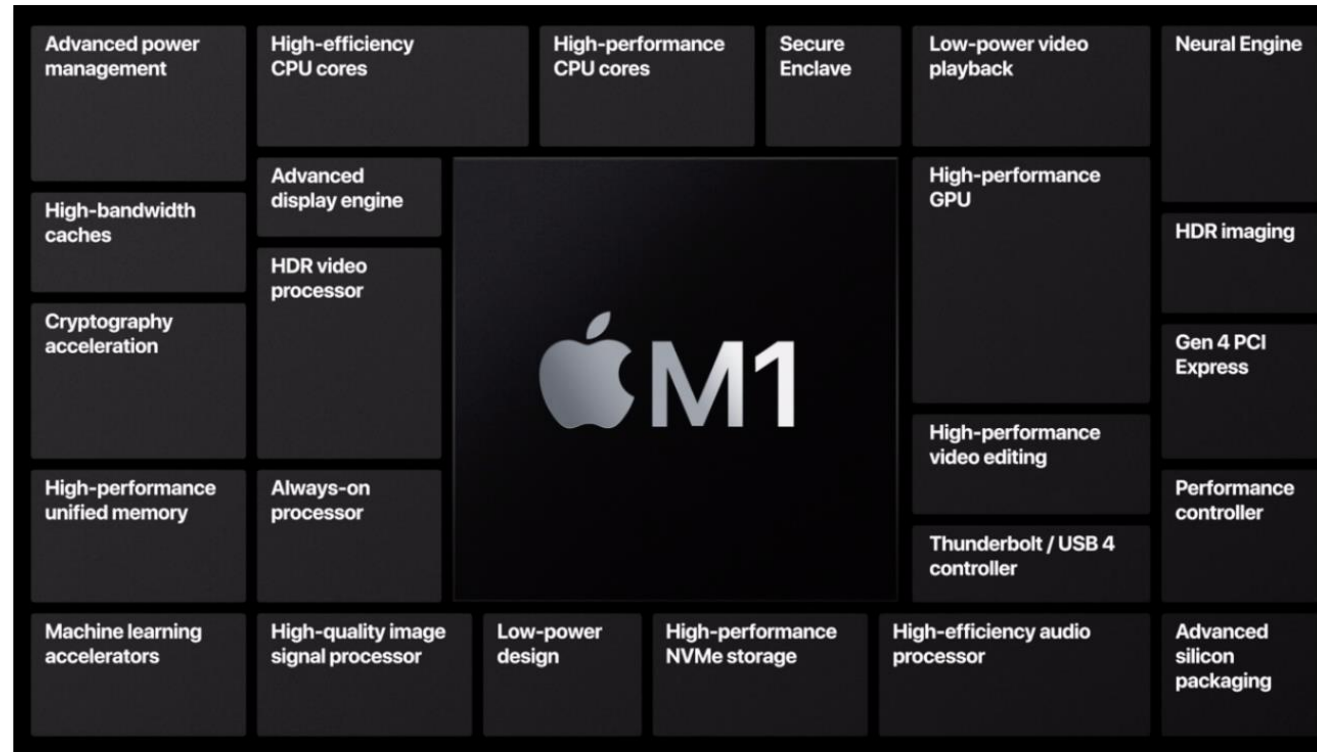 Advanced power
management
High-efficiency
CPU cores
High-performance
CPU cores
Secure
Enclave
Low-power video
playback
Neural Engine
Advanced
display engine
High-performance
GPU
High-bandwidth
caches
HDR imaging
HDR video
processor
Cryptography
acceleration
M1
Gen 4 PCI
Express
High-performance
video editing
High-performance
unified memory
Always-on
processor
Performance
controller
Thunderbolt / USB 4
controller
Machine learning
accelerators
High-quality image
signal processor
Low-power
design
High-performance
NVMe storage
High-efficiency audio
processor
Advanced
silicon
packaging